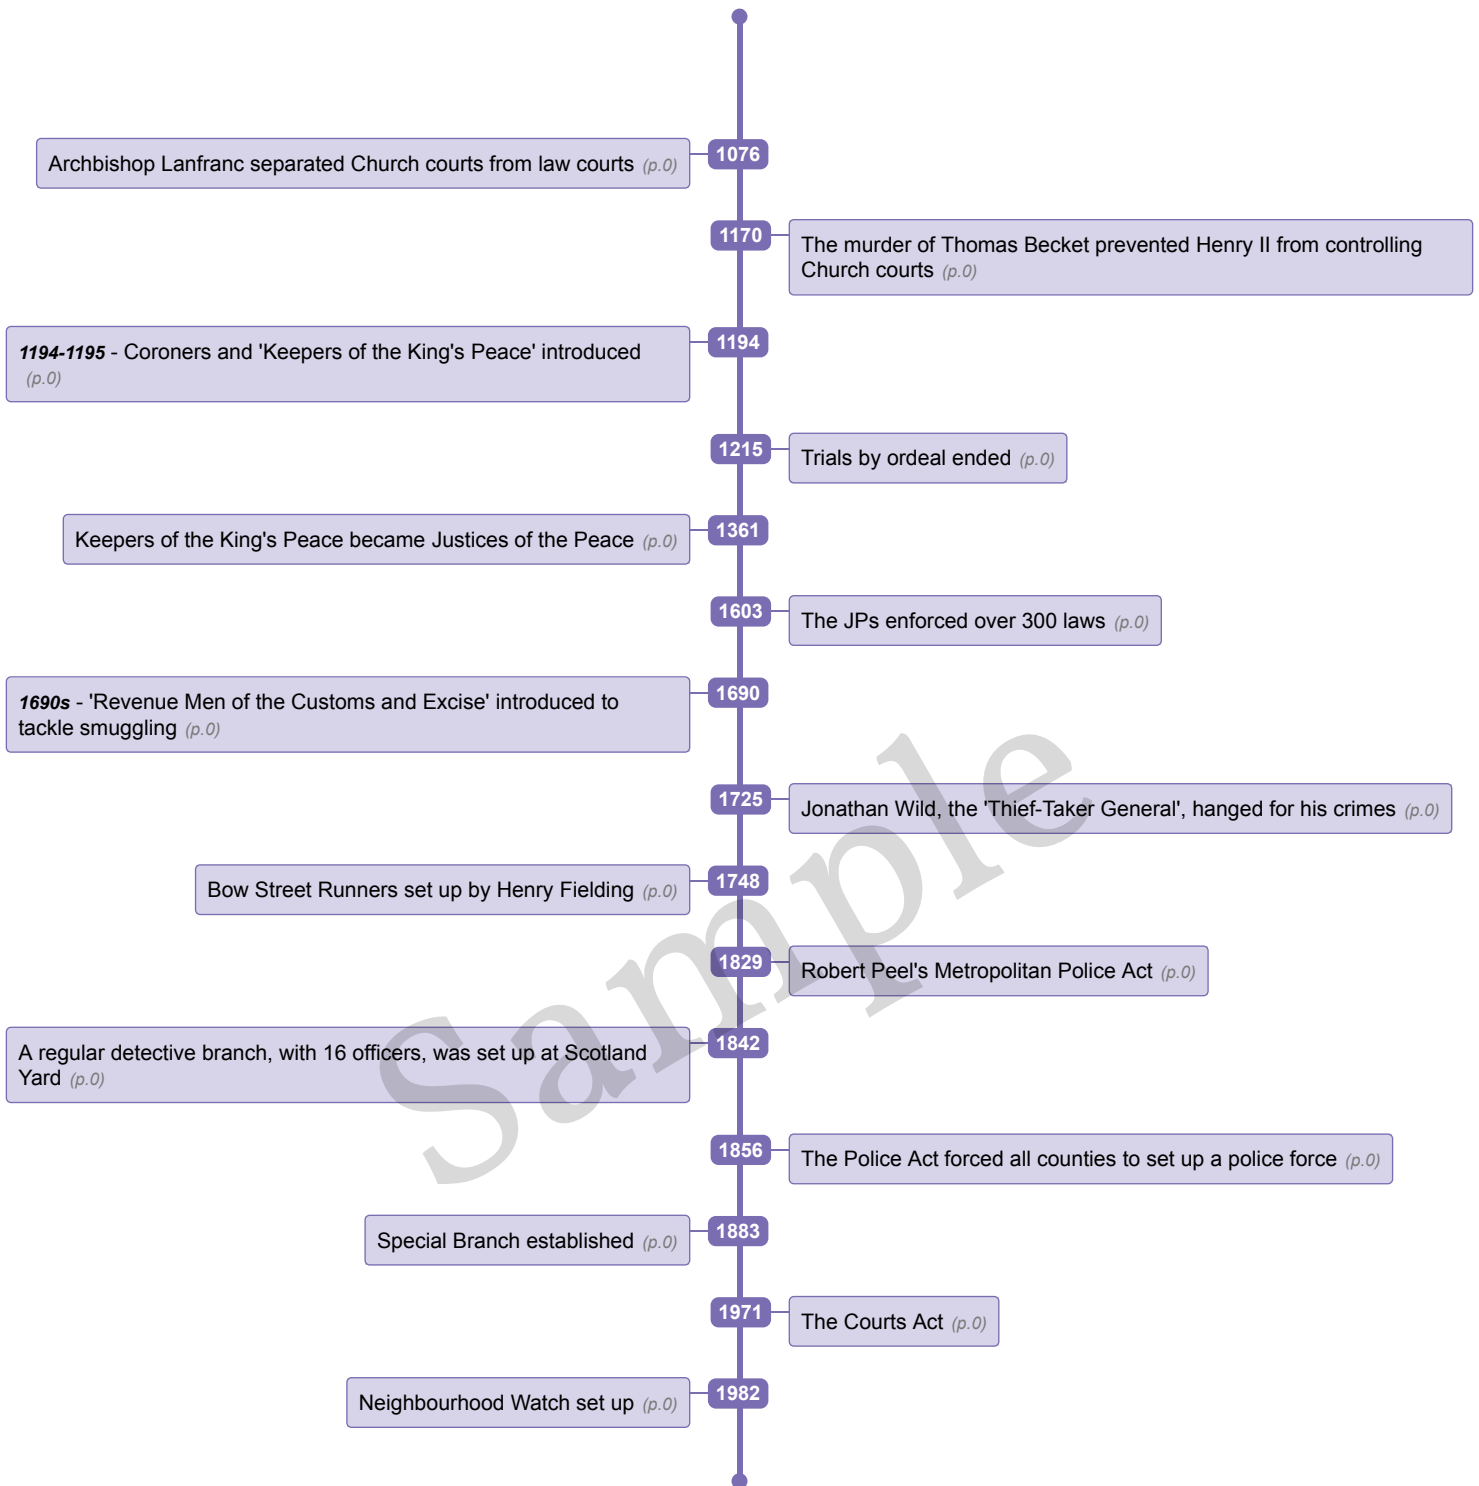 1076
Archbishop Lanfranc separated Church courts from law courts (p.0)
1170
The murder of Thomas Becket prevented Henry II from controlling
Church courts (p.0)
1194
1194-1195 - Coroners and 'Keepers of the King's Peace' introduced
(p.0)
1215
Trials by ordeal ended (p.0)
1361
Keepers of the King's Peace became Justices of the Peace (p.0)
1603
The JPs enforced over 300 laws (p.0)
1690
1690s - 'Revenue Men of the Customs and Excise' introduced to
tackle smuggling (p.0)
1725
Jonathan Wild, the 'Thief-Taker General', hanged for his crimes (p.0)
1748
Bow Street Runners set up by Henry Fielding (p.0)
1829
Robert Peel's Metropolitan Police Act (p.0)
1842
A regular detective branch, with 16 officers, was set up at Scotland
Yard (p.0)
1856
The Police Act forced all counties to set up a police force (p.0)
1883
Special Branch established (p.0)
1971
The Courts Act (p.0)
1982
Neighbourhood Watch set up (p.0)
Sample